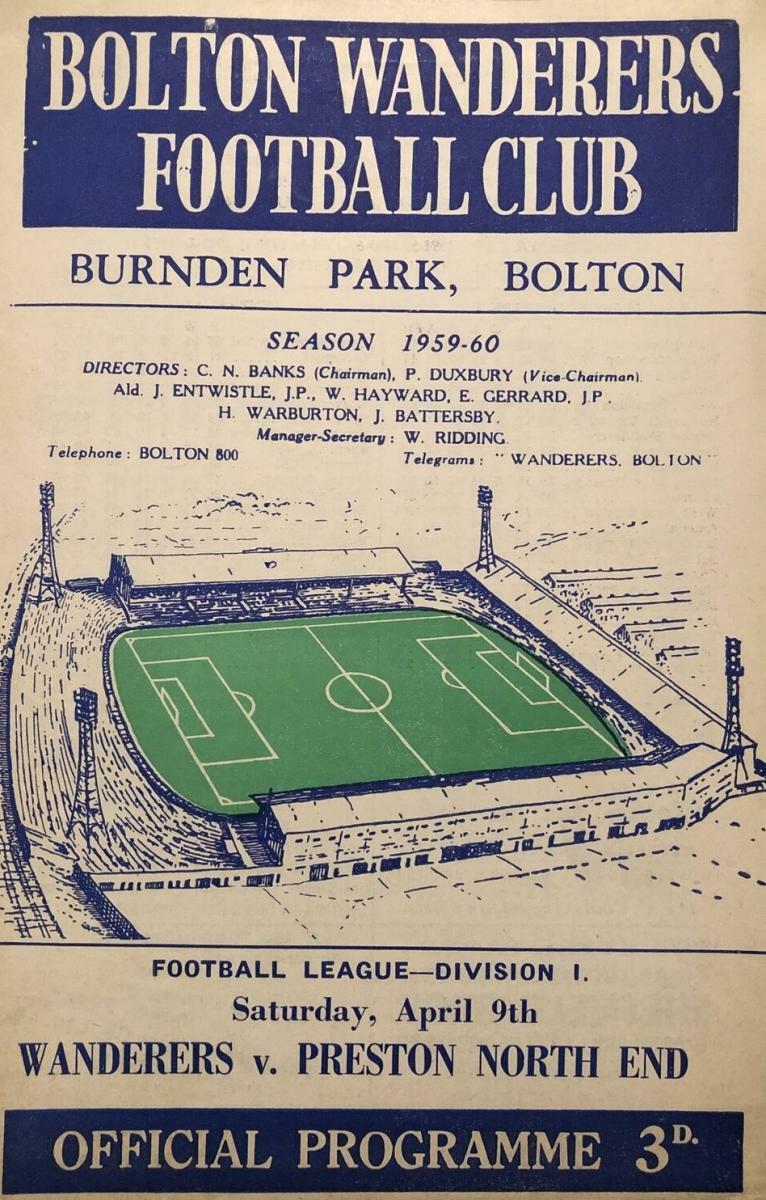 BOLTON WANDERERS
FOOTBALL CLUB
BURNDEN PARK, BOLTON
SEASON 1959-60
DIRECTORS: C. N. BANKS (Chairman), P. DUXBURY (Vice-Chairman).
Ald. J. ENTWISTLE, J.P., W. HAYWARD, E. GERRARD, J.P.
H. WARBURTON, J. BATTERSBY.
Manager-Secretary: W. RIDDING.
Telephone: BOLTON 800 Telegrams: "WANDERERS, BOLTON"
FOOTBALL LEAGUE—DIVISION I.
Saturday, April 9th
WANDERERS v. PRESTON NORTH END
OFFICIAL PROGRAMME 3D.